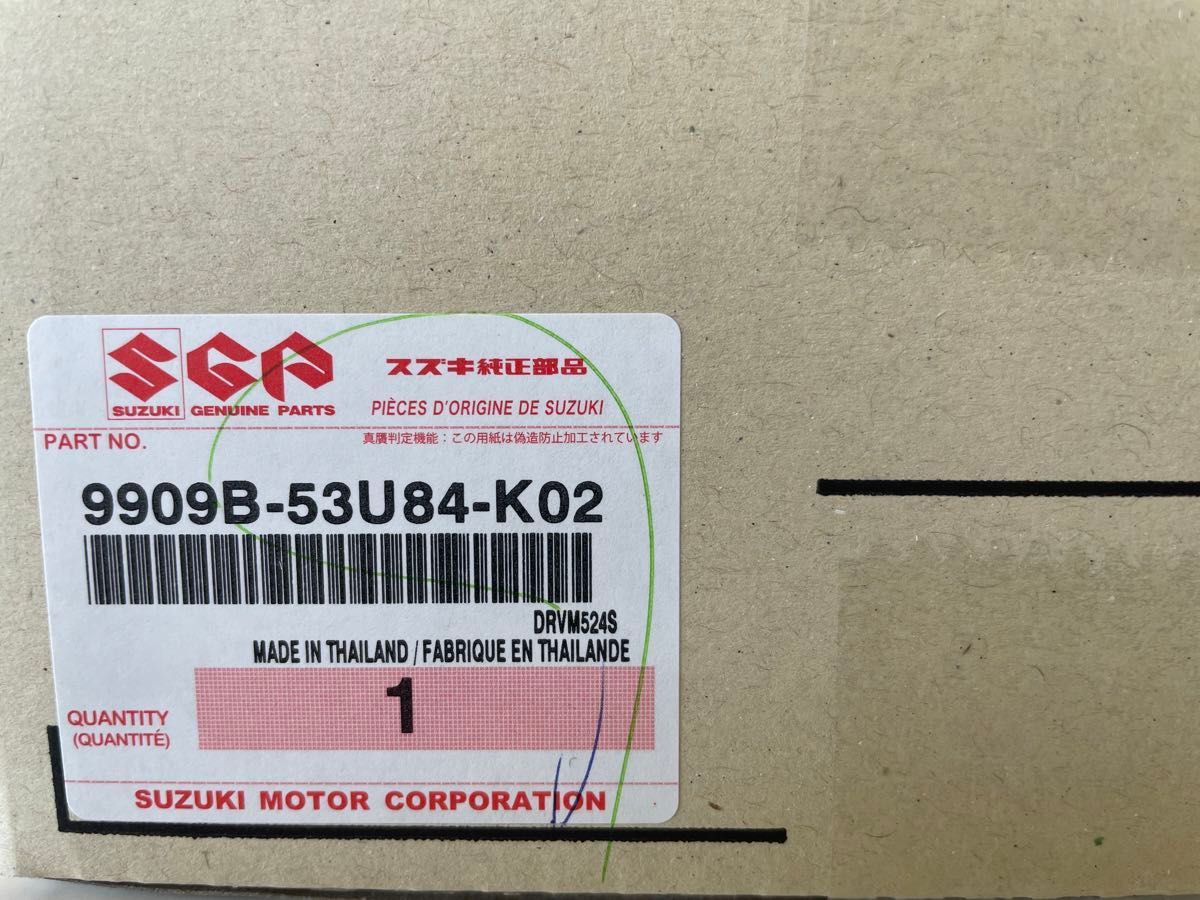 SGP
SUZUKI GENUINE PARTS
スズキ純正部品
PIÈCES D'ORIGINE DE SUZUKI
PART NO.
真贋判定機能：この用紙は偽造防止加工されています
9909B-53U84-K02
DRVM524S
MADE IN THAILAND / FABRIQUE EN THAILANDE
QUANTITY
(QUANTITÉ)
1
SUZUKI MOTOR CORPORATION